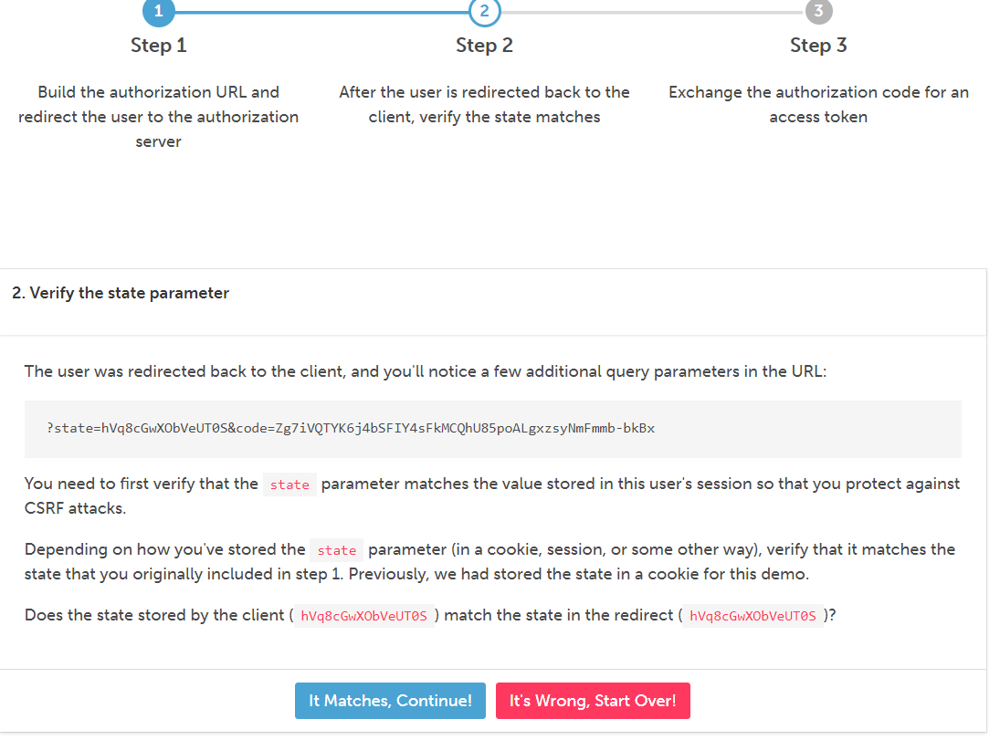 1
2
3
Step 1
Step 2
Step 3
Build the authorization URL and
redirect the user to the authorization
server
After the user is redirected back to the
client, verify the state matches
Exchange the authorization code for an
access token
2. Verify the state parameter
The user was redirected back to the client, and you'll notice a few additional query parameters in the URL:
?state=hVq8cGwXObVeUT0S&code=Zg7iVQTYK6j4bSFIY4sFkMCQhU85poALgxzsyNmFmmb-bkBx
You need to first verify that the state parameter matches the value stored in this user's session so that you protect against
CSRF attacks.
Depending on how you've stored the state parameter (in a cookie, session, or some other way), verify that it matches the
state that you originally included in step 1. Previously, we had stored the state in a cookie for this demo.
Does the state stored by the client ( hVq8cGwXObVeUT0S ) match the state in the redirect ( hVq8cGwXObVeUT0S )?
It Matches, Continue!
It's Wrong, Start Over!